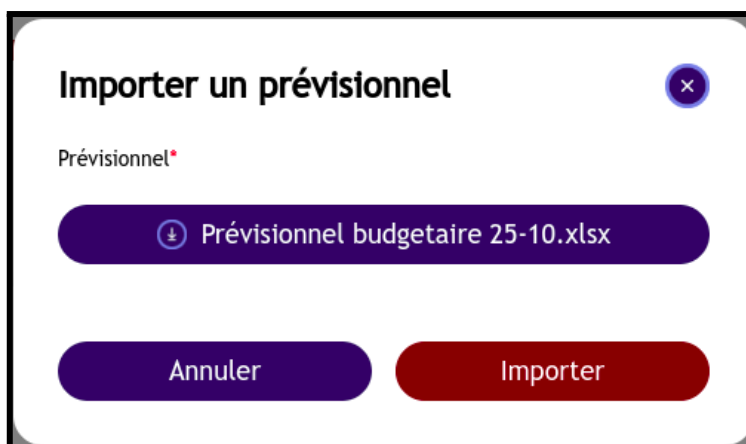 Importer un prévisionnel
Prévisionnel*
Prévisionnel budgetaire 25-10.xlsx
Annuler
Importer